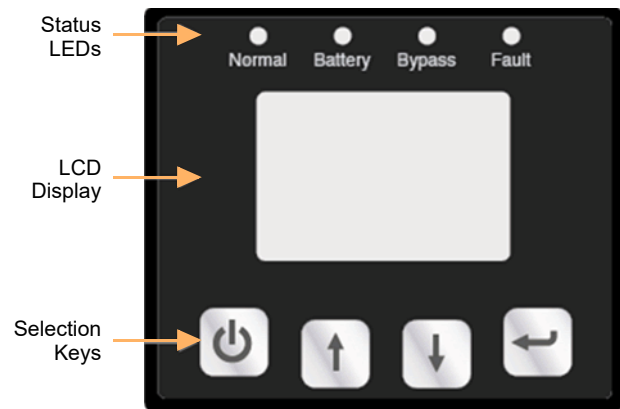 Status
LEDs
Normal Battery Bypass Fault
LCD
Display
Selection
Keys